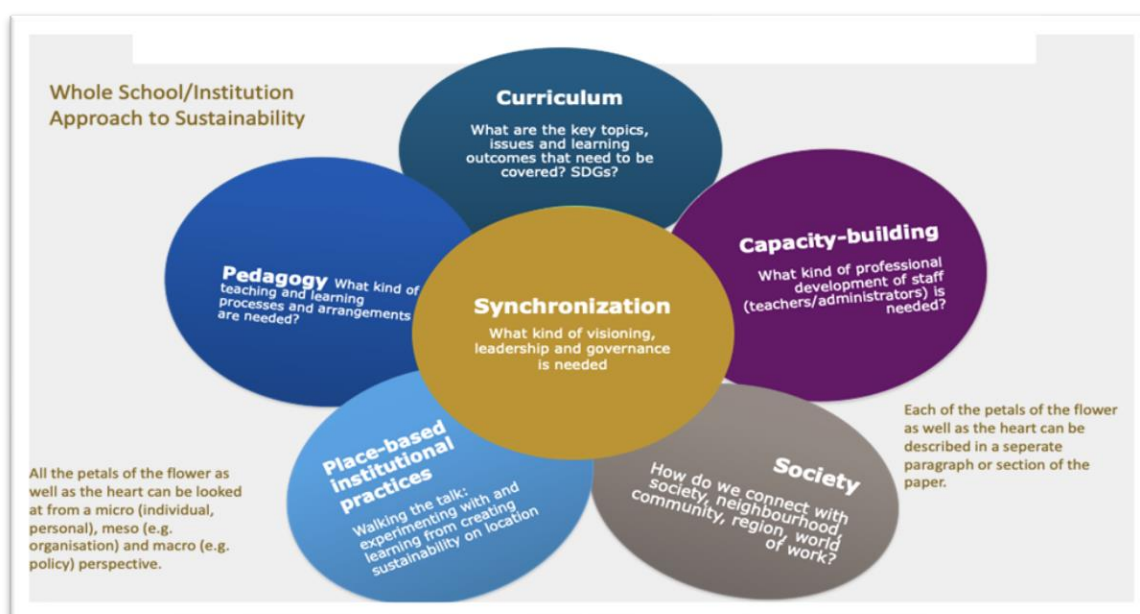 Whole School/Institution
Approach to Sustainability
Curriculum
What are the key topics,
issues and learning
outcomes that need to be
covered? SDGs?
Capacity-building
What kind of professional
development of staff
(teachers/administrators) is
needed?
Pedagogy What kind of
teaching and learning
processes and arrangements
are needed?
Synchronization
What kind of visioning,
leadership and governance
is needed
Place-based
institutional
practices
Walking the talk:
experimenting with and
learning from creating
sustainability on location
Society
How do we connect with
society, neighbourhood,
community, region, world
of work?
Each of the petals of the flower
as well as the heart can be
described in a seperate
paragraph or section of the
paper.
All the petals of the flower as
well as the heart can be looked
at from a micro (individual,
personal), meso (e.g.
organisation) and macro (e.g.
policy) perspective.